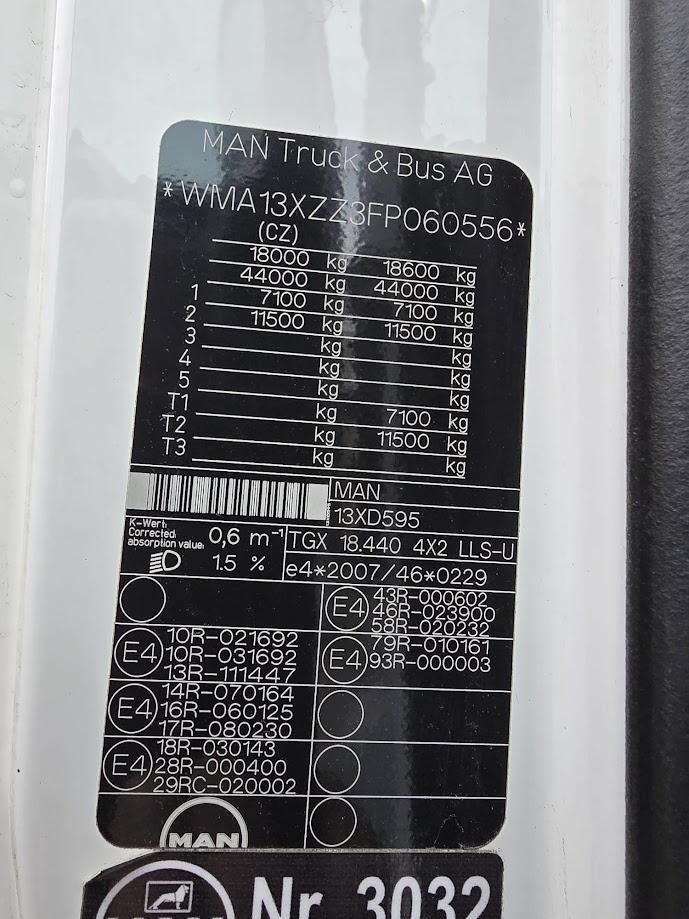 MAN Truck & Bus AG
*WMA13XZZ3FP060556*
(CZ)
18000 kg 18600 kg
44000 kg 44000 kg
1 7100 kg 7100 kg
2 11500 kg 11500 kg
3 kg kg
4 kg kg
5 kg kg
T1 kg 7100 kg
T2 kg 11500 kg
T3 kg kg
MAN
13XD595
K-Wert:
Corrected
absorption value: 0,6 m⁻¹
1.5 %
TGX 18.440 4X2 LLS-U
e4*2007/46*0229
E4 43R-000602
46R-023900
58R-020232
E4 10R-021692
10R-031692
13R-111447
E4 79R-010161
93R-000003
E4 14R-070164
16R-060125
17R-080230
E4 18R-030143
28R-000400
29RC-020002
MAN
Nr. 3032